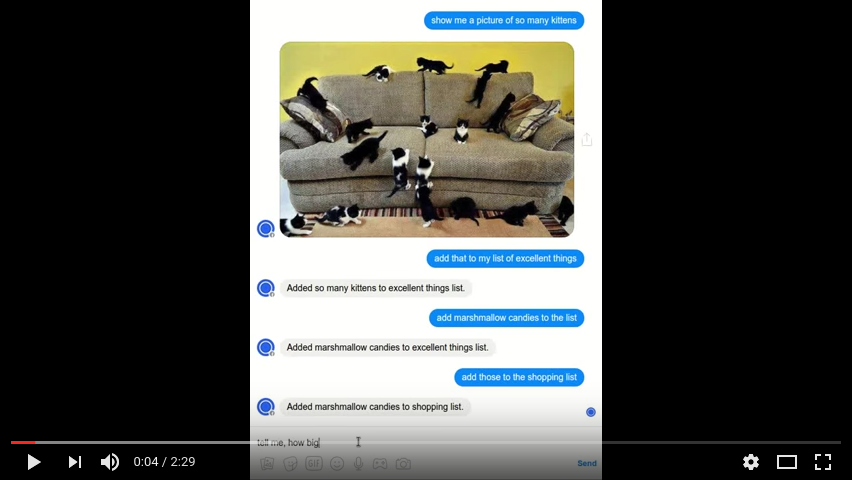 show me a picture of so many kittens
add that to my list of excellent things
Added so many kittens to excellent things list.
add marshmallow candies to the list
Added marshmallow candies to excellent things list.
add those to the shopping list
Added marshmallow candies to shopping list.
tell me, how big
GIF
Send
0:04 / 2:29